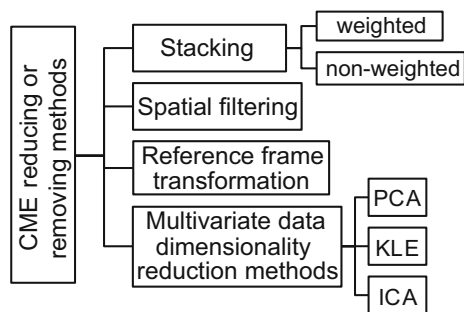 CME reducing or
removing methods
Stacking
weighted
non-weighted
Spatial filtering
Reference frame
transformation
Multivariate data
dimensionality
reduction methods
PCA
KLE
ICA